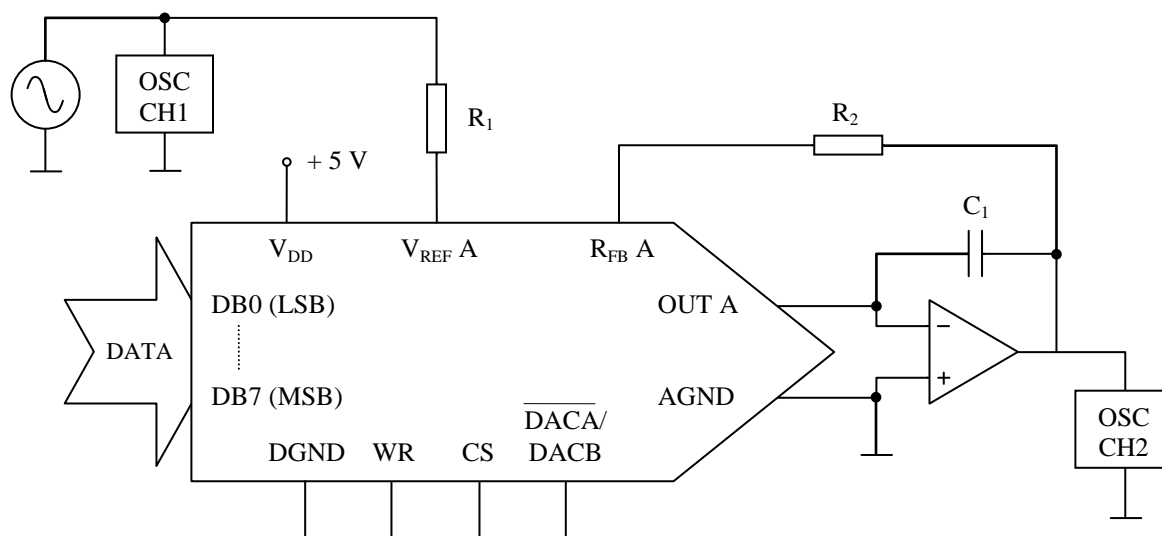 OSC
CH1
R1
R2
+ 5 V
C1
VDD
VREF A
RFB A
DB0 (LSB)
OUT A
DATA
DB7 (MSB)
AGND
DACA/
DACB
DGND
WR
CS
−
+
OSC
CH2